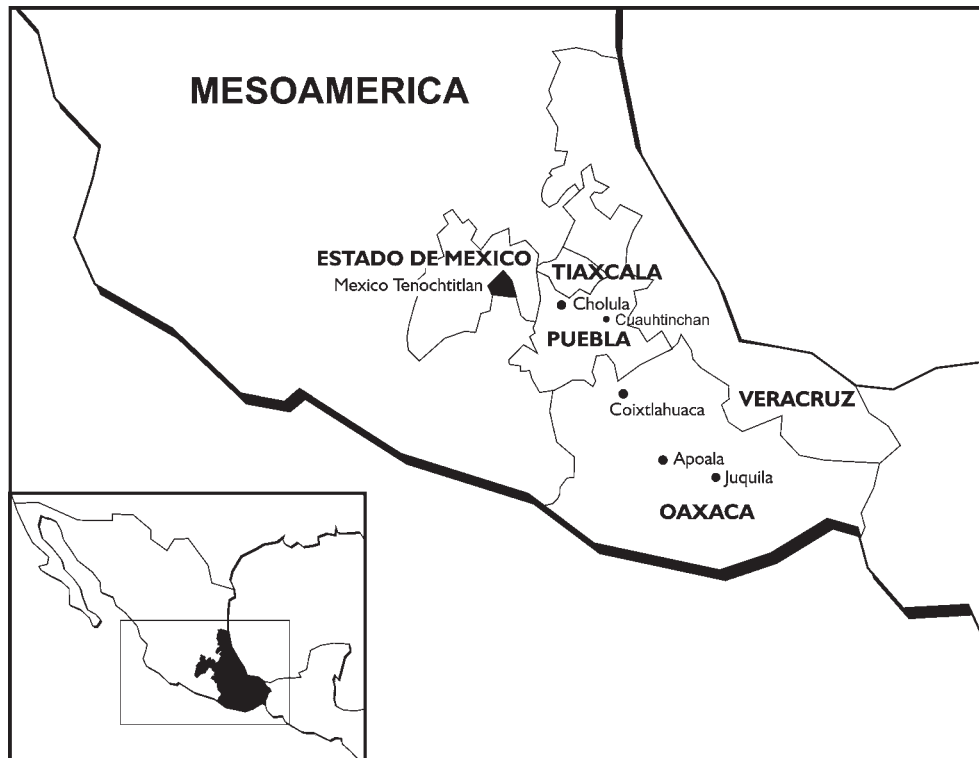 MESOAMERICA
ESTADO DE MEXICO
Mexico Tenochtitlan
TIAXCALA
Cholula
Cuauhtinchan
PUEBLA
VERACRUZ
Coixtlahuaca
Apoala
Juquila
OAXACA